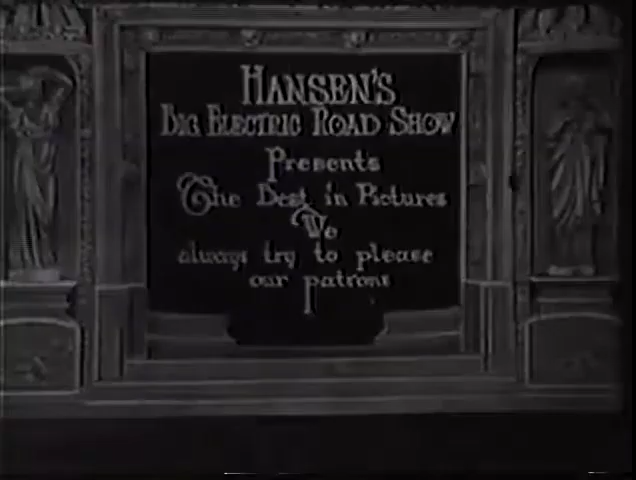 HANSEN'S
BIG ELECTRIC ROAD SHOW
Presents
The Best in Pictures
We
always try to please
our patrons